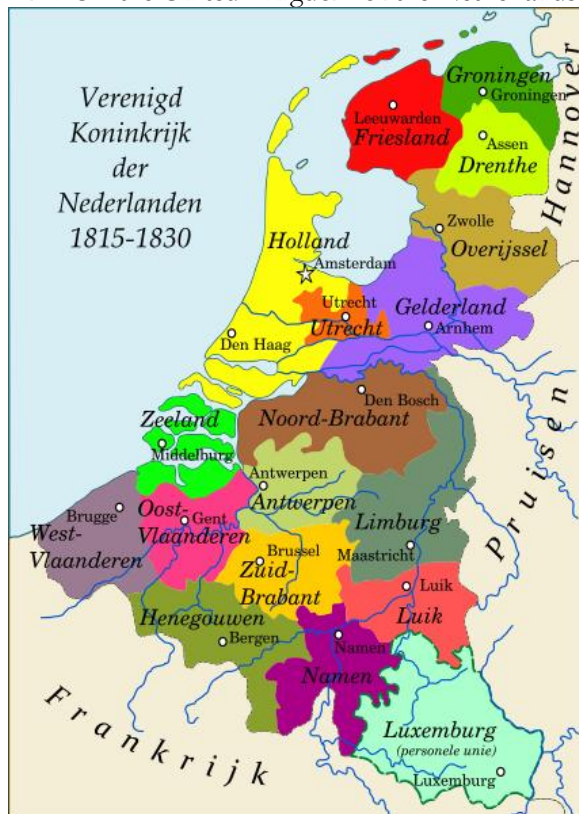 Verenigd
Koninkrijk
der
Nederlanden
1815-1830
Hannover
Groningen
Groningen
Leeuwarden
Friesland
Assen
Drenthe
Zwolle
Overijssel
Holland
Amsterdam
Utrecht
Utrecht
Gelderland
Arnhem
Den Haag
Pruisen
Den Bosch
Noord-Brabant
Zeeland
Middelburg
Antwerpen
Antwerpen
Brugge
West-
Vlaanderen
Oost-
Gent
Vlaanderen
Limburg
Maastricht
Brussel
Zuid-
Brabant
Luik
Luik
Henegouwen
Bergen
Namen
Namen
Frankrijk
Luxemburg
(personele unie)
Luxemburg